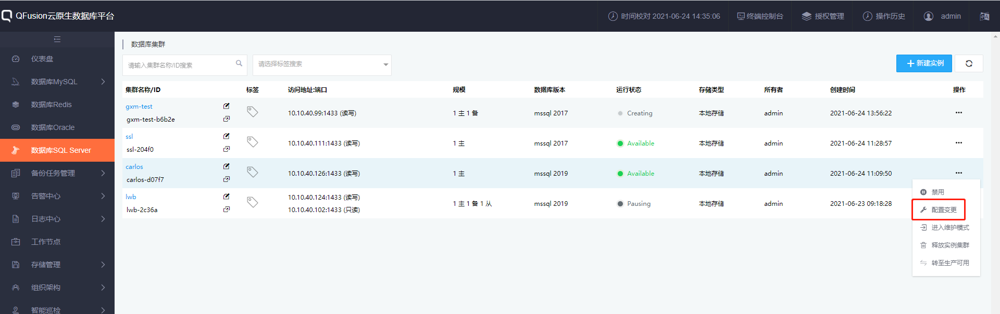 QFusion云原生数据库平台
时间校对 2021-06-24 14:35:06
终端控制台
授权管理
操作历史
admin
仪表盘
数据库MySQL
数据库Redis
数据库Oracle
数据库SQL Server
备份任务管理
告警中心
日志中心
工作节点
存储管理
组织架构
智能巡检
数据库集群
请输入集群名称/ID搜索
请选择标签搜索
新建实例
集群名称/ID 标签 访问地址:端口 规模 数据库版本 运行状态 存储类型 所有者 创建时间 操作
gxm-test
gxm-test-b6b2e
10.10.40.99:1433 (读写) 1 主 1 备 mssql 2017 Creating 本地存储 admin 2021-06-24 13:56:22
ssl
ssl-204f0
10.10.40.111:1433 (读写) 1 主 mssql 2017 Available 本地存储 admin 2021-06-24 11:28:57
carlos
carlos-d07f7
10.10.40.126:1433 (读写) 1 主 mssql 2019 Available 本地存储 admin 2021-06-24 11:09:50
lwb
lwb-2c36a
10.10.40.124:1433 (读写)
10.10.40.102:1433 (只读)
1 主 1 备 1 从 mssql 2019 Pausing 本地存储 admin 2021-06-23 09:18:28
禁用
配置变更
进入维护模式
释放实例集群
转至生产可用